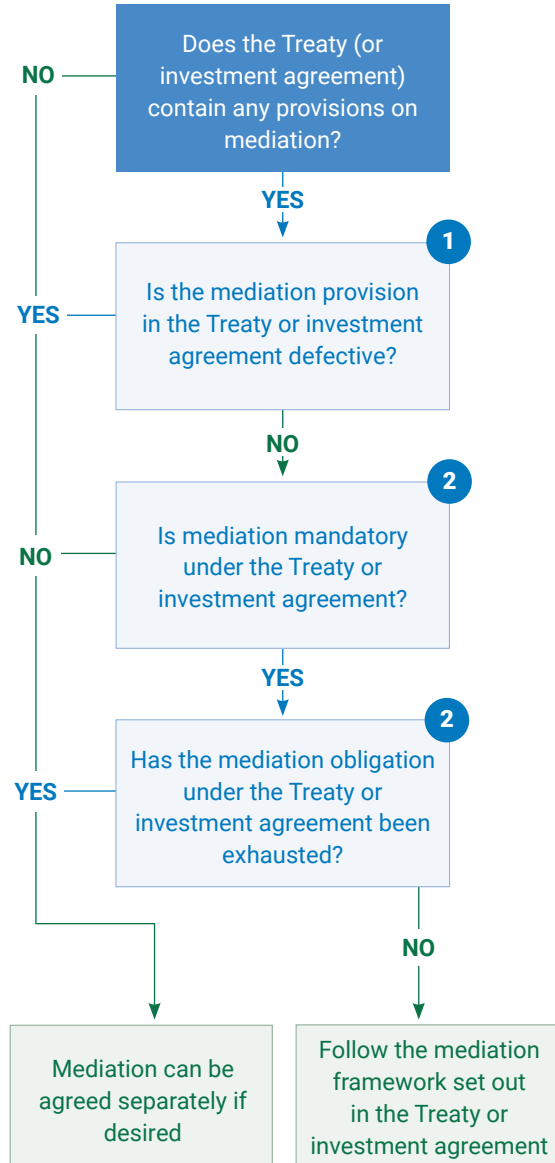 Does the Treaty (or
investment agreement)
contain any provisions on
mediation?
NO
YES
1
Is the mediation provision
in the Treaty or investment
agreement defective?
YES
NO
2
Is mediation mandatory
under the Treaty or
investment agreement?
NO
YES
2
Has the mediation obligation
under the Treaty or
investment agreement been
exhausted?
YES
NO
Mediation can be
agreed separately if
desired
Follow the mediation
framework set out
in the Treaty or
investment agreement